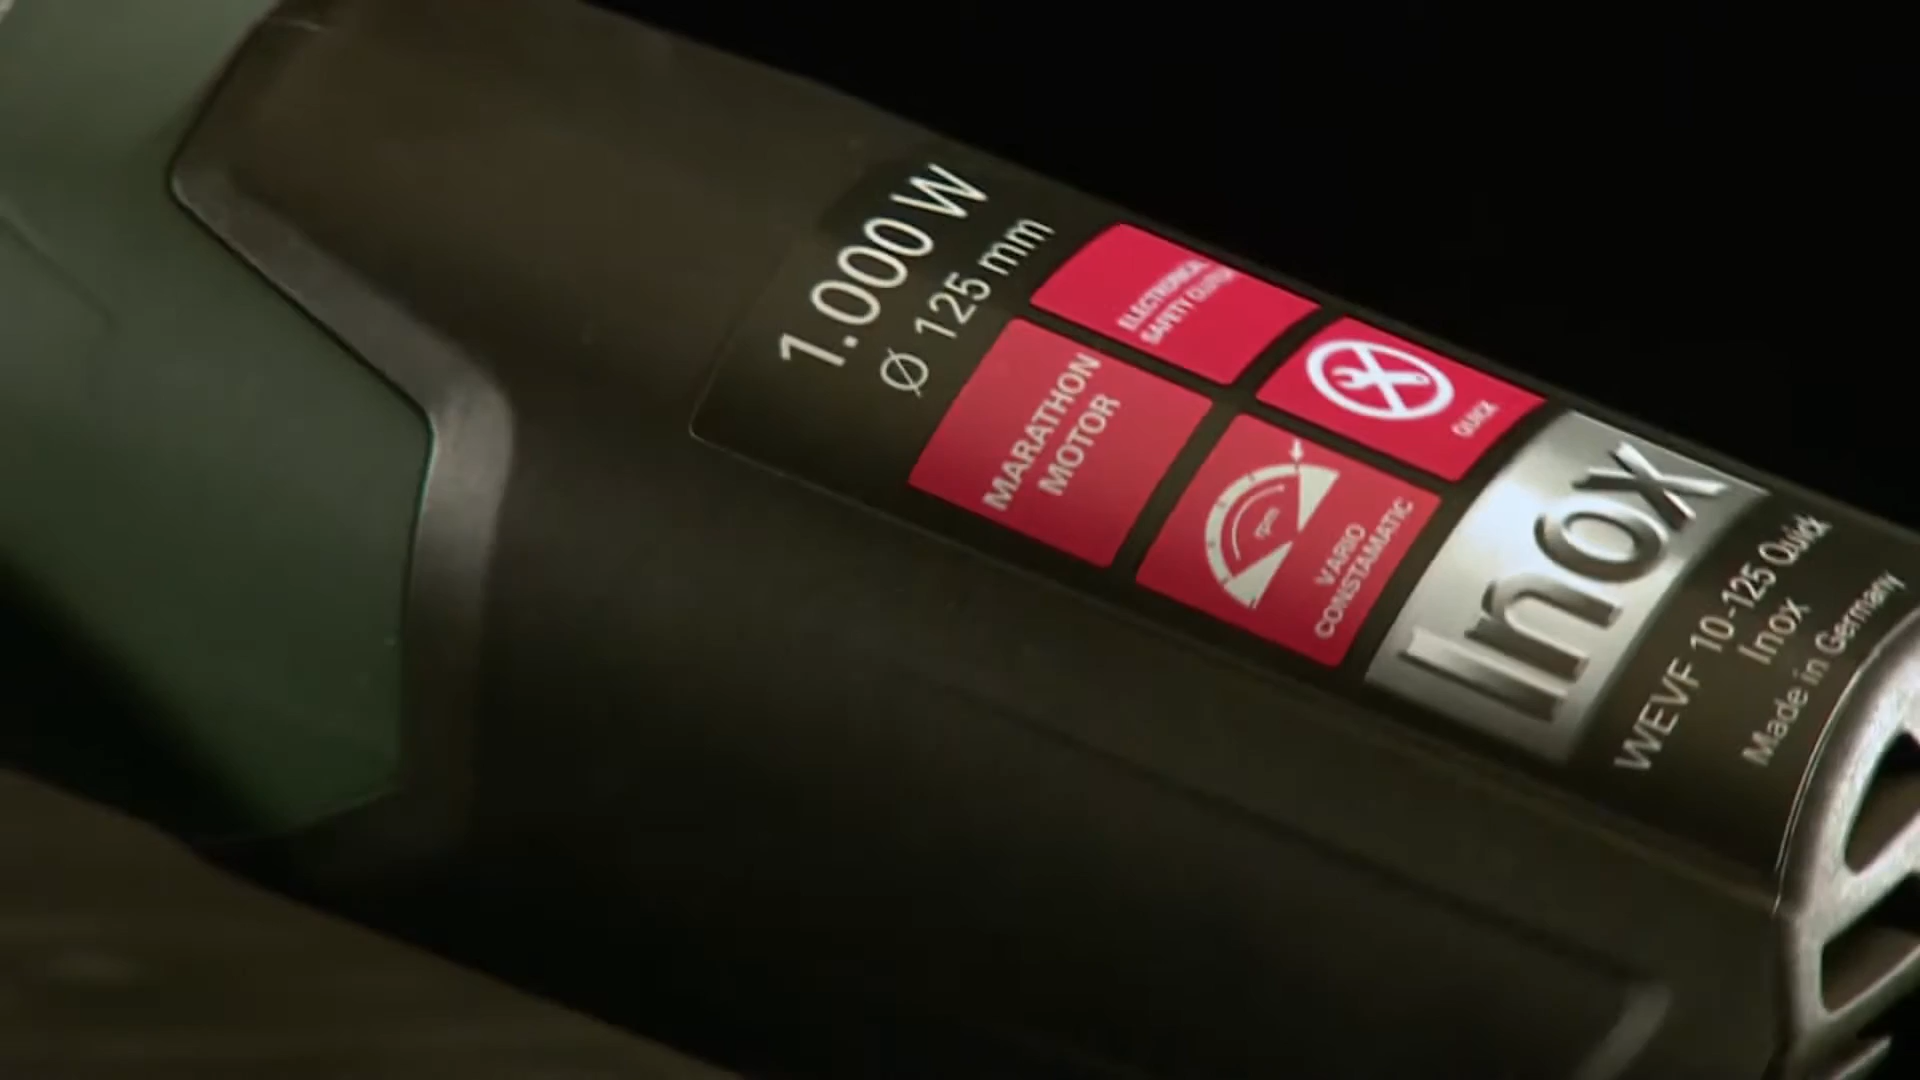 1.000 W
Ø 125 mm
ELECTRONICAL
SAFETY CLUTCH
MARATHON
MOTOR
QUICK
rpm
VARIO
CONSTAMATIC
Inox
WEVF 10-125 Quick
Inox
Made in Germany